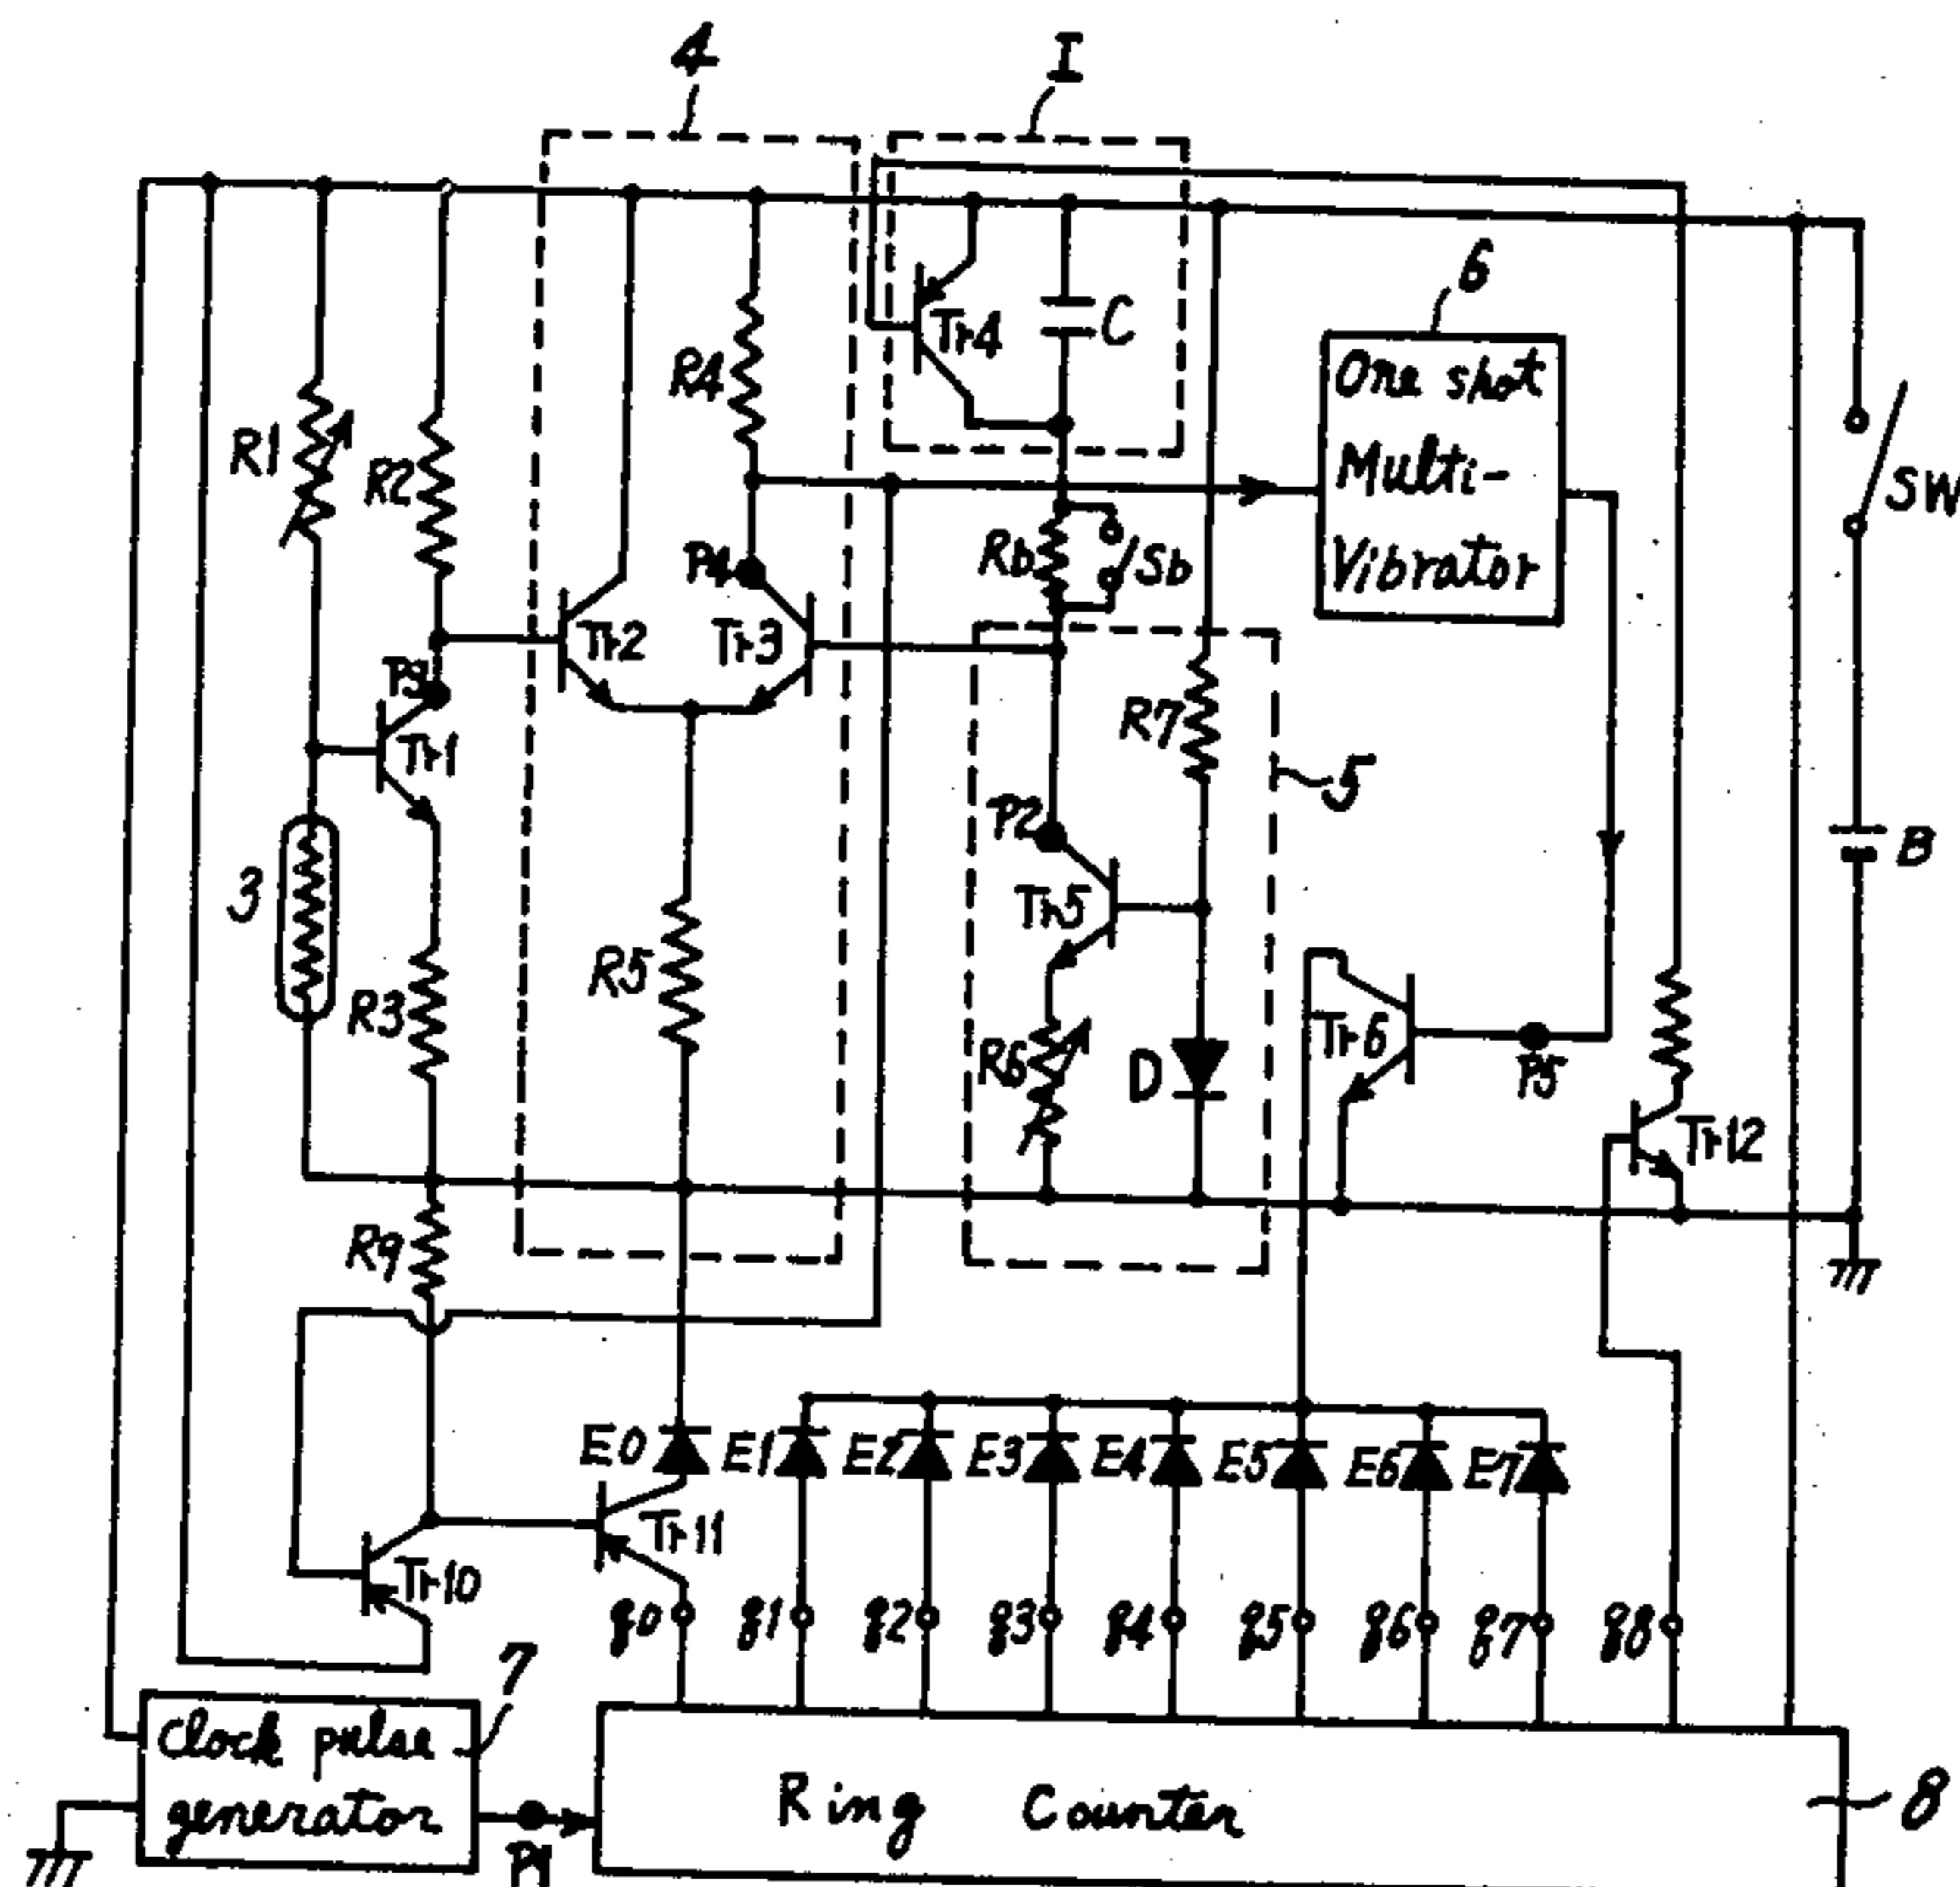 4
I
6
Tr4
C
R4
One shot
Multi-
Vibrator
R1
R2
SW
Rb
Sb
P4
Tr2
Tr3
P3
Tr1
R7
5
P2
B
3
Tr5
R5
R3
R6
D
Tr6
P5
Tr12
R9
E0
E1
E2
E3
E4
E5
E6
E7
Tr11
Tr10
g0
g1
g2
g3
g4
g5
g6
g7
g8
7
Clock pulse
generator
P1
Ring Counter
8